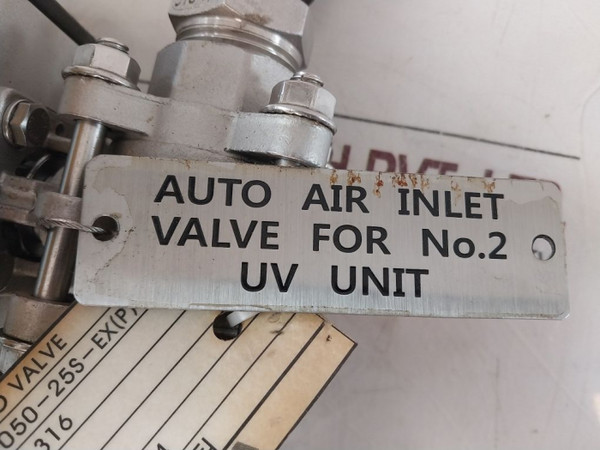 AUTO AIR INLET
VALVE FOR No.2
UV UNIT
VALVE
050-25S-EX(P)
316